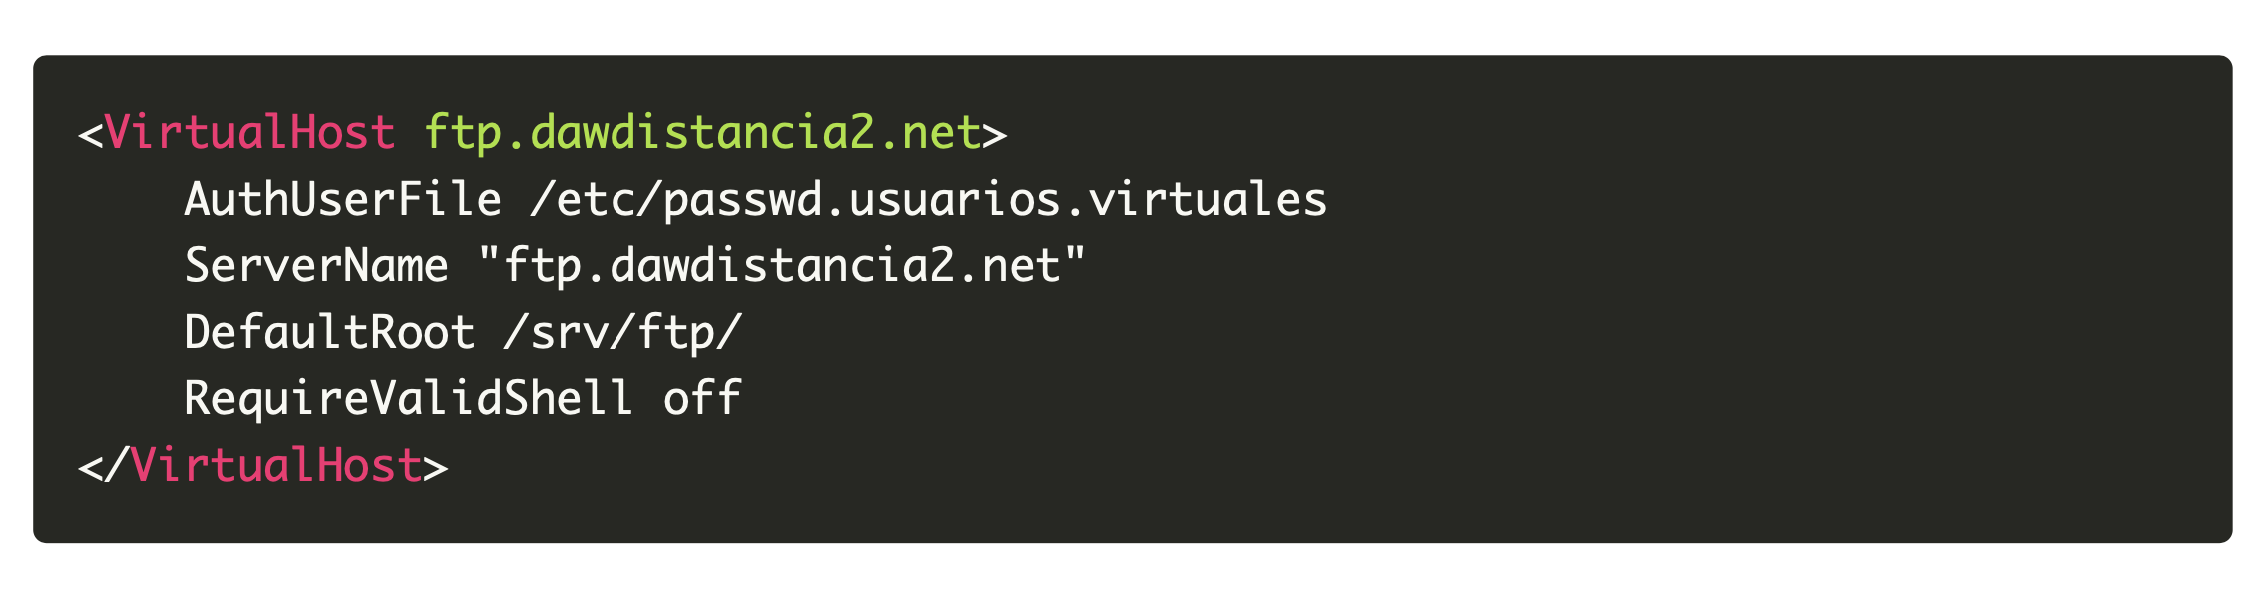 <VirtualHost ftp.dawdistancia2.net>
    AuthUserFile /etc/passwd.usuarios.virtuales
    ServerName "ftp.dawdistancia2.net"
    DefaultRoot /srv/ftp/
    RequireValidShell off
</VirtualHost>